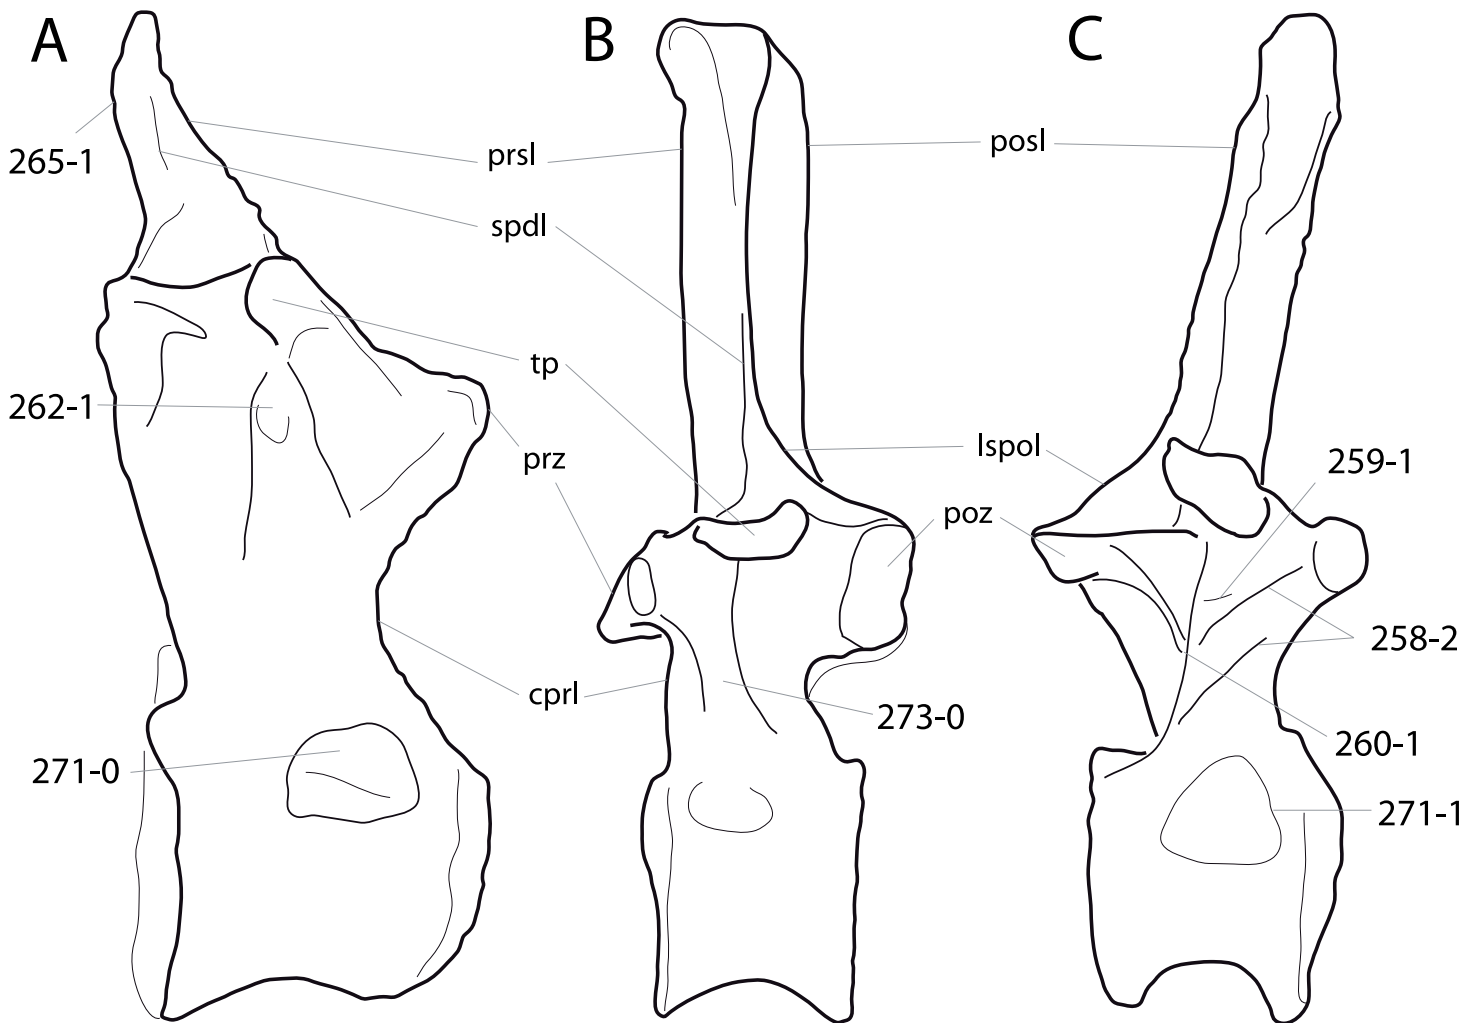 A
B
C
265-1
prsl
posl
spdl
tp
262-1
lspol
259-1
prz
poz
258-2
cprl
273-0
260-1
271-0
271-1